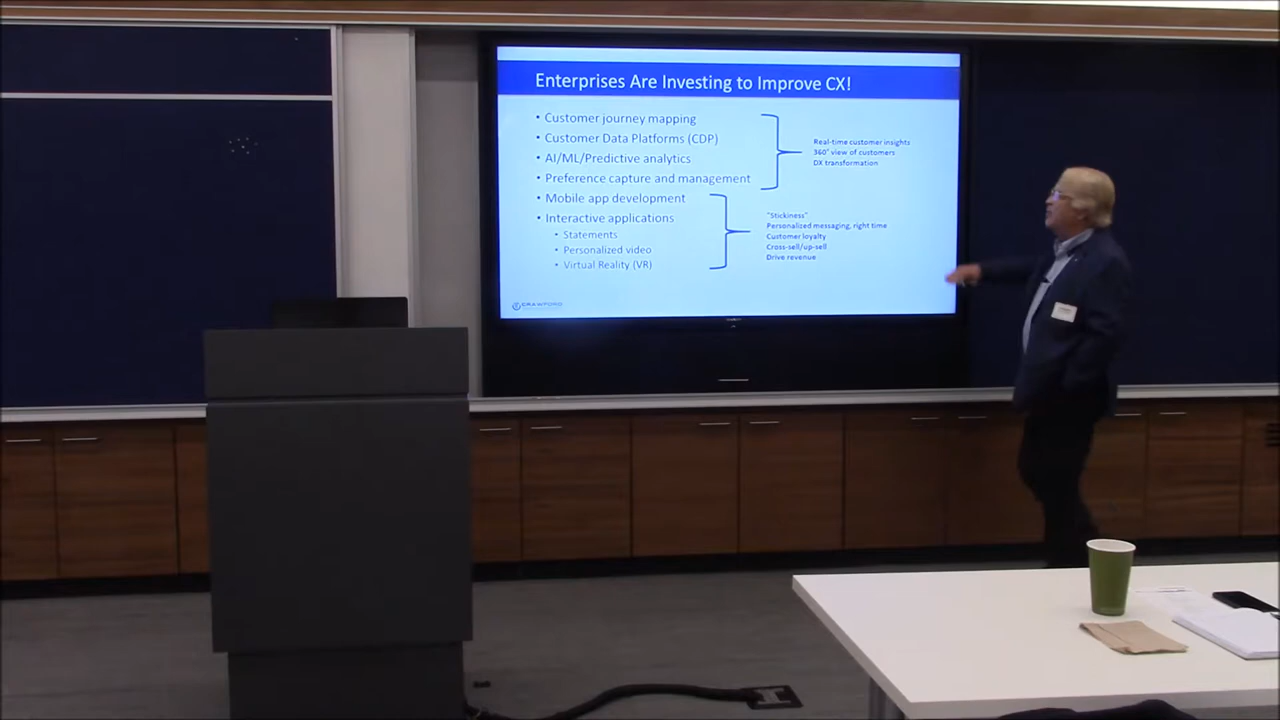 Enterprises Are Investing to Improve CX!
• Customer journey mapping
• Customer Data Platforms (CDP)
• AI/ML/Predictive analytics
• Preference capture and management
• Mobile app development
• Interactive applications
• Statements
• Personalized video
• Virtual Reality (VR)
Real-time customer insights
360° view of customers
DX transformation
"Stickiness"
Personalized messaging, right time
Customer loyalty
Cross-sell/up-sell
Drive revenue
CRAWFORD